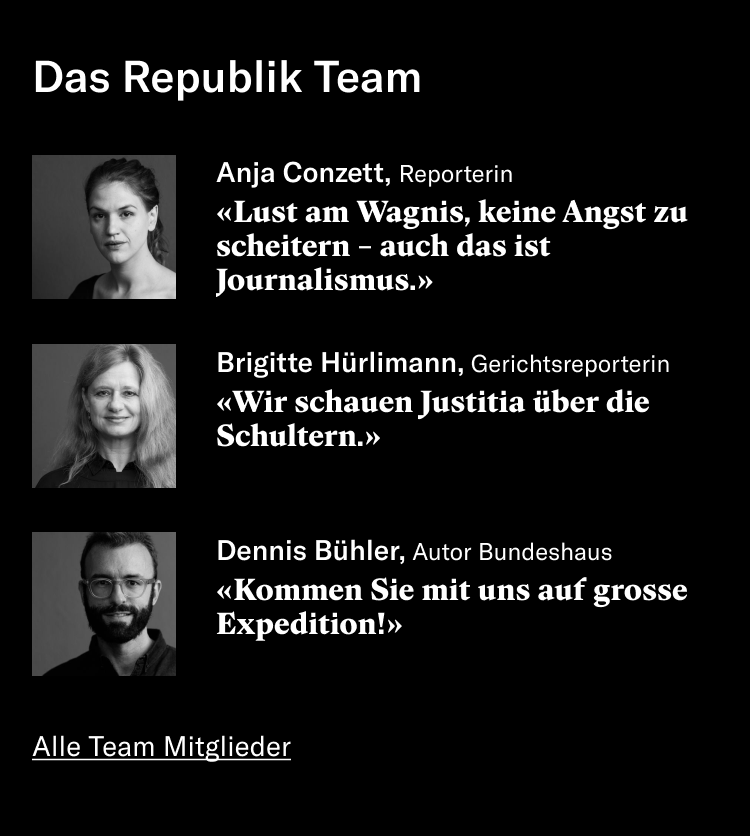 Das Republik Team
Anja Conzett, Reporterin
«Lust am Wagnis, keine Angst zu
scheitern – auch das ist
Journalismus.»
Brigitte Hürlimann, Gerichtsreporterin
«Wir schauen Justitia über die
Schultern.»
Dennis Bühler, Autor Bundeshaus
«Kommen Sie mit uns auf grosse
Expedition!»
Alle Team Mitglieder